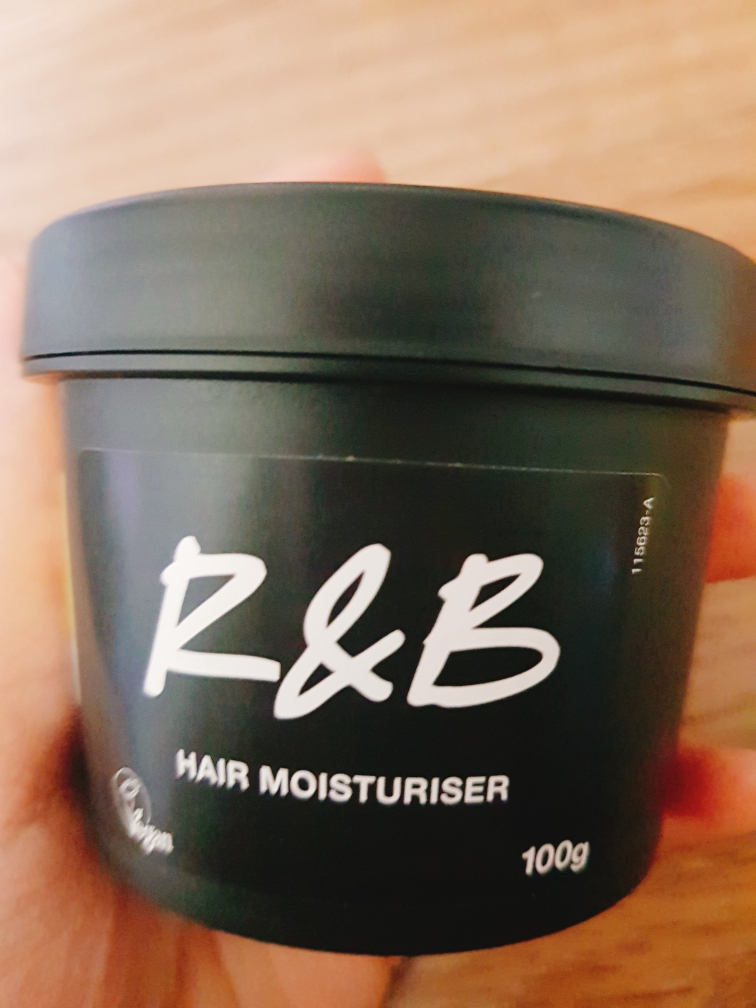 R&B
HAIR MOISTURISER
100g
Vegan
115623-A